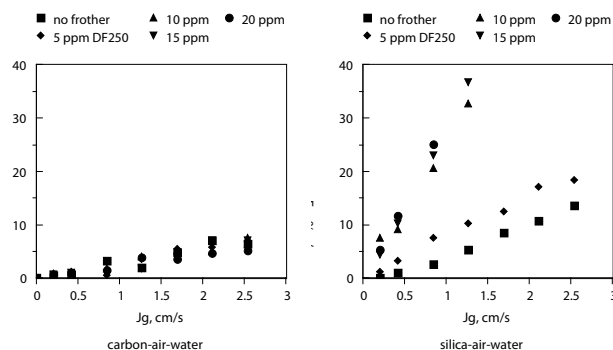 no frother 10 ppm 20 ppm
5 ppm DF250 15 ppm
40
30
20
10
0
0 0.5 1 1.5 2 2.5 3
Jg, cm/s
carbon-air-water
no frother 10 ppm 20 ppm
5 ppm DF250 15 ppm
40
30
20
10
0
0 0.5 1 1.5 2 2.5 3
Jg, cm/s
silica-air-water